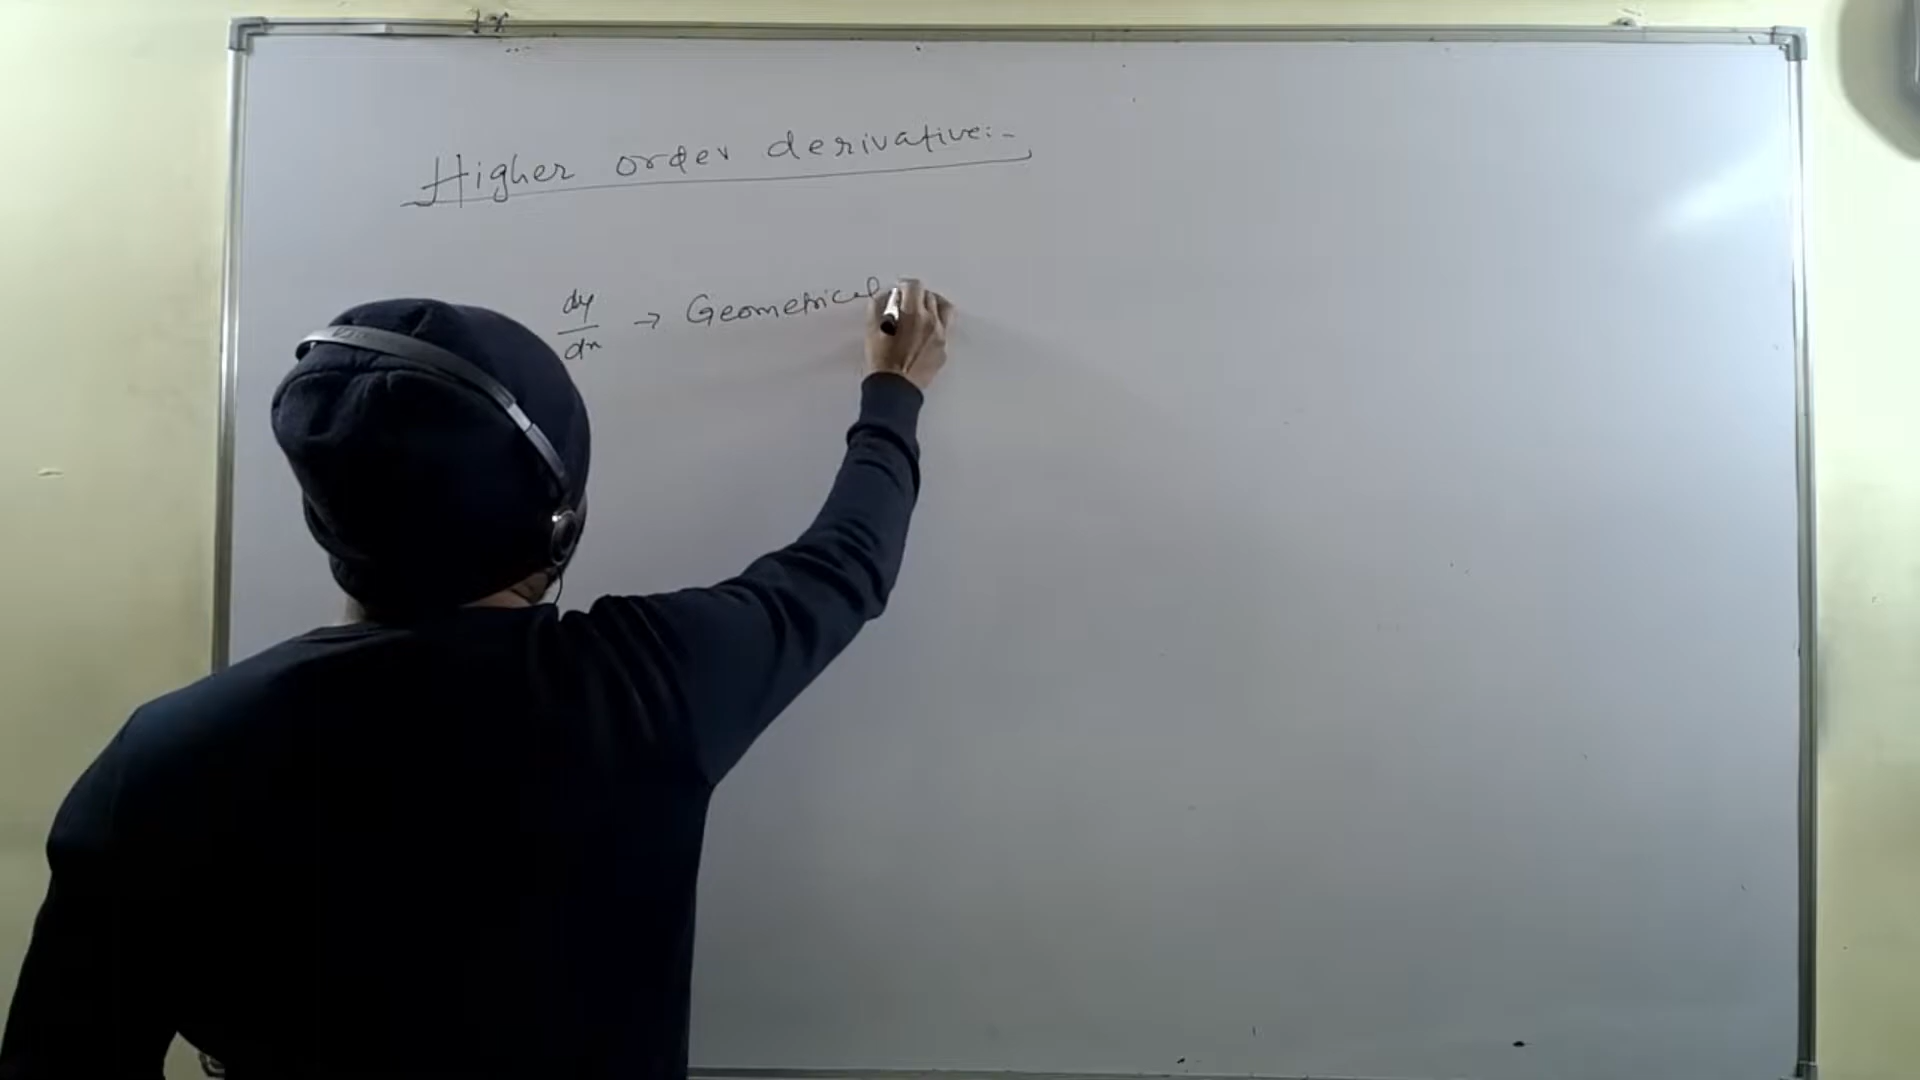 Higher order derivative:-
dy/dx → Geometrical